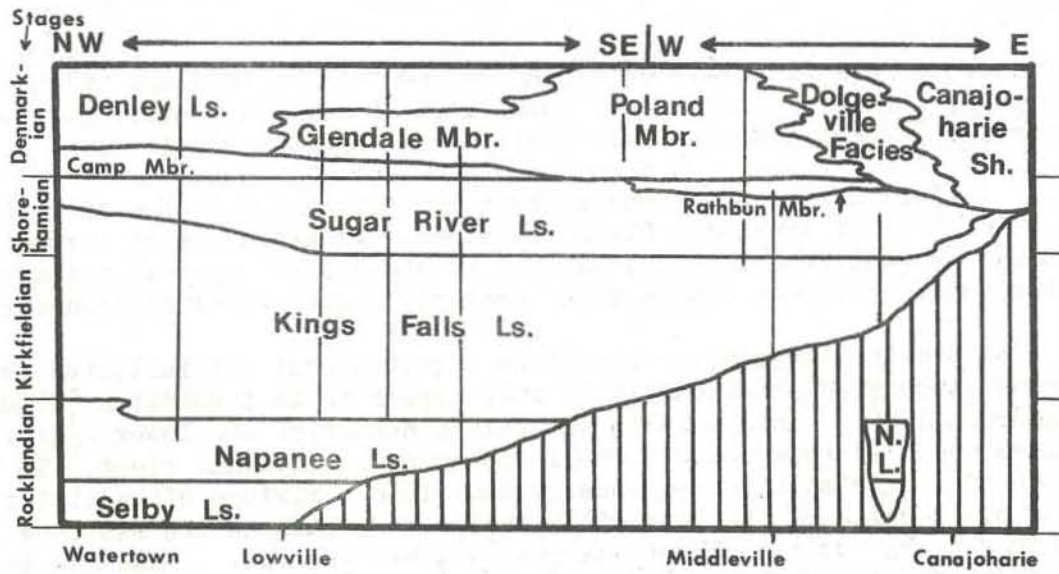 Stages
NW
SE
W
E
Denmark-
ian
Shore-
hamian
Kirkfieldian
Rocklandian
Denley Ls.
Glendale Mbr.
Poland
Mbr.
Dolge-
ville
Facies
Canajo-
harie
Sh.
Camp Mbr.
Rathbun Mbr.
Sugar River Ls.
Kings Falls Ls.
Napanee Ls.
N.
L.
Selby Ls.
Watertown
Lowville
Middleville
Canajoharie